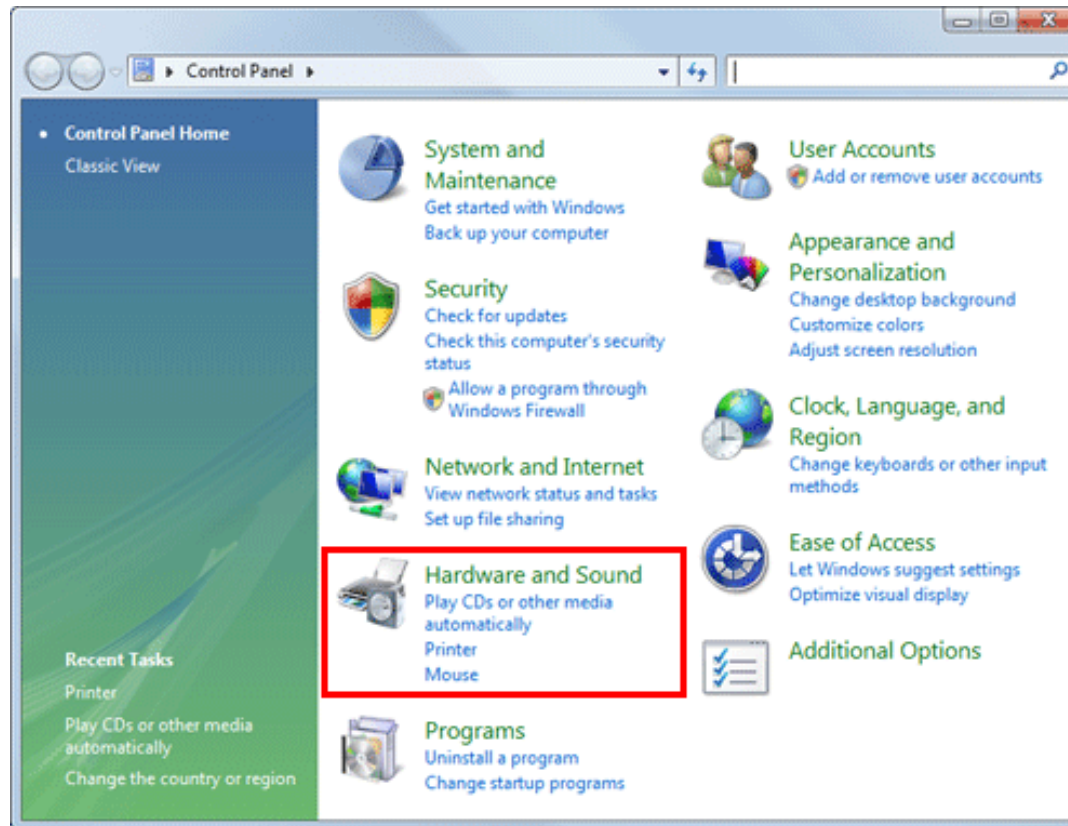 Control Panel
Control Panel Home
Classic View
Recent Tasks
Printer
Play CDs or other media
automatically
Change the country or region
System and
Maintenance
Get started with Windows
Back up your computer
Security
Check for updates
Check this computer's security
status
Allow a program through
Windows Firewall
Network and Internet
View network status and tasks
Set up file sharing
Hardware and Sound
Play CDs or other media
automatically
Printer
Mouse
Programs
Uninstall a program
Change startup programs
User Accounts
Add or remove user accounts
Appearance and
Personalization
Change desktop background
Customize colors
Adjust screen resolution
Clock, Language, and
Region
Change keyboards or other input
methods
Ease of Access
Let Windows suggest settings
Optimize visual display
Additional Options